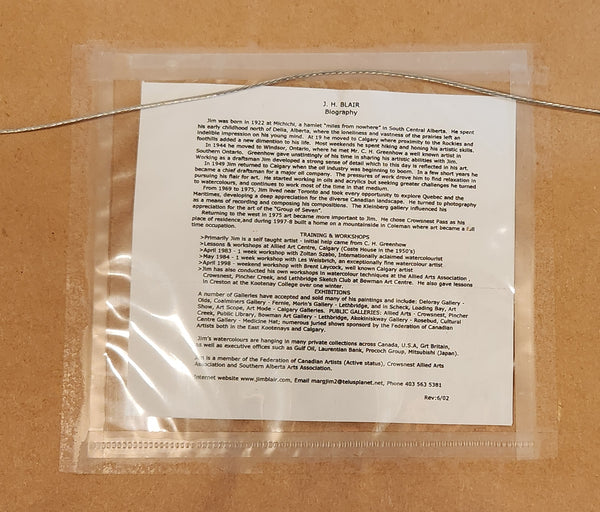 J. H. BLAIR
Biography
Jim was born in 1922 at Michichi, a hamlet "miles from nowhere" in South Central Alberta. He spent
his early childhood north of Delia, Alberta, where the loneliness and vastness of the prairies left an
indelible impression on his young mind. At 19 he moved to Calgary where proximity to the Rockies and
foothills added a new dimention to his life. Most weekends he spent hiking and honing his artistic skills.
In 1944 he moved to Windsor, Ontario, where he met Mr. C. H. Greenhow a well known artist in
Southern Ontario. Greenhow gave unstintingly of his time in sharing his artistic abilities with Jim.
Working as a draftsman Jim developed a strong sense of detail which to this day is reflected in his art.
In 1949 Jim returned to Calgary when the oil industry was beginning to boom. In a few short years he
became a chief draftsman for a major oil company. The pressures of work drove him to find relaxation in
pursuing his flair for art. He started working in oils and acrylics but seeking greater challenges he turned
to watercolours, and continues to work most of the time in that medium.
From 1969 to 1975, Jim lived near Toronto and took every opportunity to explore Quebec and the
Maritimes, developing a deep appreciation for the diverse Canadian landscape. He turned to photography
as a means of recording and composing his compositions. The Kleinberg gallery influenced his
appreciation for the art of the "Group of Seven".
Returning to the west in 1975 art became more important to Jim. He chose Crowsnest Pass as his
place of residence,and during 1997-8 built a home on a mountainside in Coleman where art became a full
time occupation.
TRAINING & WORKSHOPS
>Primarily Jim is a self taught artist - initial help came from C. H. Greenhow
>Lessons & workshops at Allied Art Centre, Calgary (Coste House in the 1950's)
>April 1983 - 1 week workshop with Zoltan Szabo, Internationally aclaimed watercolourist
>May 1984 - 1 week workshop with Les Weisbrich, an exceptionally fine watercolour artist
>April 1998 - weekend workshop with Brent Laycock, well known Calgary artist
>Jim has also conducted his own workshops in watercolour techniques at the Allied Arts Association,
Crowsnest, Pincher Creek, and Lethbridge Sketch Club at Bowman Art Centre. He also gave lessons
in Creston at the Kootenay College over one winter.
EXHIBITIONS
A number of Galleries have accepted and sold many of his paintings and include: Deloray Gallery -
Olds, Coalminers Gallery - Fernie, Marin's Gallery - Lethbridge, and in Scheck, Loading Bay, Art
Show, Art Scope, Art Mode - Calgary Galleries. PUBLIC GALLERIES: Allied Arts - Crowsnest, Pincher
Creek, Public Library, Bowman Art Gallery - Lethbridge, Akokiniskway Gallery - Rosebud, Cultural
Centre Gallery - Medicine Hat; numerous juried shows sponsored by the Federation of Canadian
Artists both in the East Kootenays and Calgary.
Jim's watercolours are hanging in many private collections across Canada, U.S.A, Grt Britain,
as well as executive offices such as Gulf Oil, Laurentian Bank, Prococh Group, Mitsubishi (Japan).
Jim is a member of the Federation of Canadian Artists (Active status), Crowsnest Allied Arts
Association and Southern Alberta Arts Association.
Internet website www.jimblair.com, Email margjim2@telusplanet.net, Phone 403 563 5381
Rev:6/02